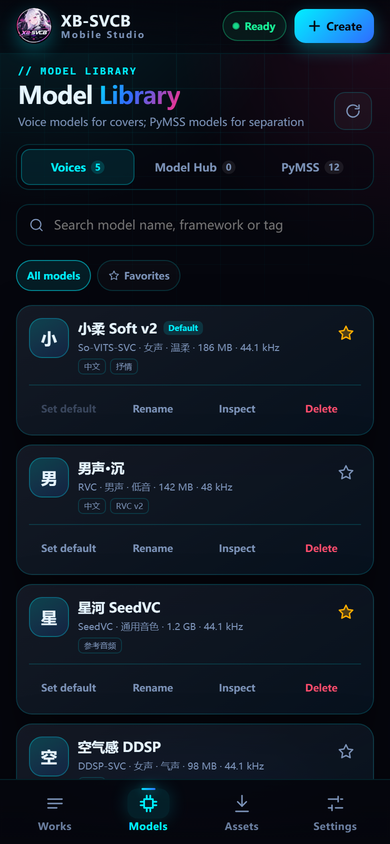 XB-SVCB
XB-SVCB
Mobile Studio
Ready
Create
// MODEL LIBRARY
Model Library
Voice models for covers; PyMSS models for separation
Voices 5
Model Hub 0
PyMSS 12
Search model name, framework or tag
All models
Favorites
小
小柔 Soft v2 Default
So-VITS-SVC · 女声 · 温柔 · 186 MB · 44.1 kHz
中文 抒情
Set default Rename Inspect Delete
男
男声·沉
RVC · 男声 · 低音 · 142 MB · 48 kHz
中文 RVC v2
Set default Rename Inspect Delete
星
星河 SeedVC
SeedVC · 通用音色 · 1.2 GB · 44.1 kHz
参考音频
Set default Rename Inspect Delete
空
空气感 DDSP
DDSP-SVC · 女声 · 气声 · 98 MB · 44.1 kHz
Works Models Assets Settings